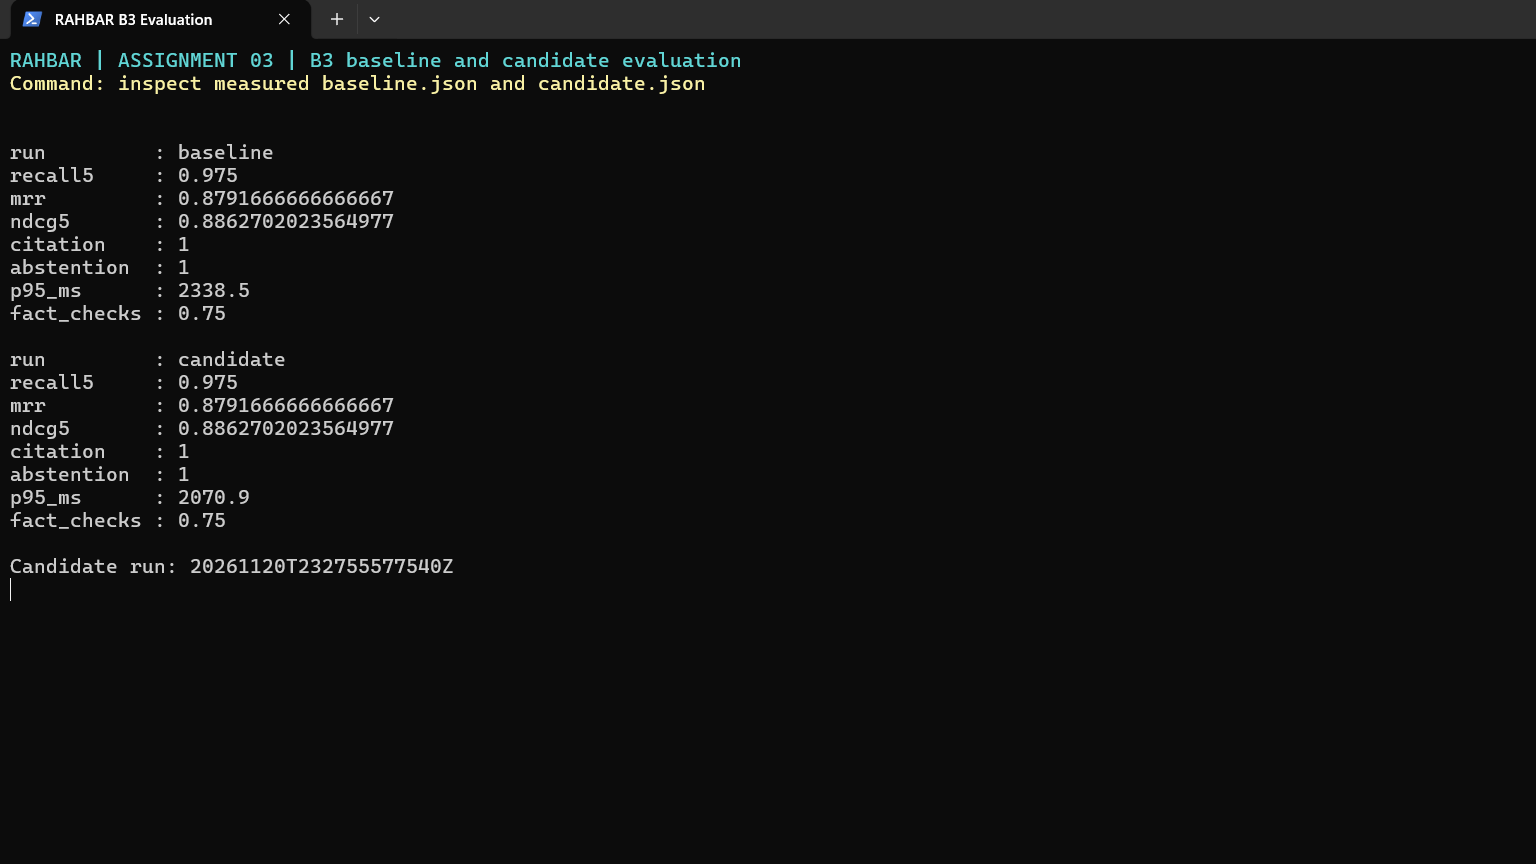 RAHBAR B3 Evaluation
RAHBAR | ASSIGNMENT 03 | B3 baseline and candidate evaluation
Command: inspect measured baseline.json and candidate.json
run         : baseline
recall5     : 0.975
mrr         : 0.8791666666666667
ndcg5       : 0.8862702023564977
citation    : 1
abstention  : 1
p95_ms      : 2338.5
fact_checks : 0.75
run         : candidate
recall5     : 0.975
mrr         : 0.8791666666666667
ndcg5       : 0.8862702023564977
citation    : 1
abstention  : 1
p95_ms      : 2070.9
fact_checks : 0.75
Candidate run: 20261120T232755577540Z